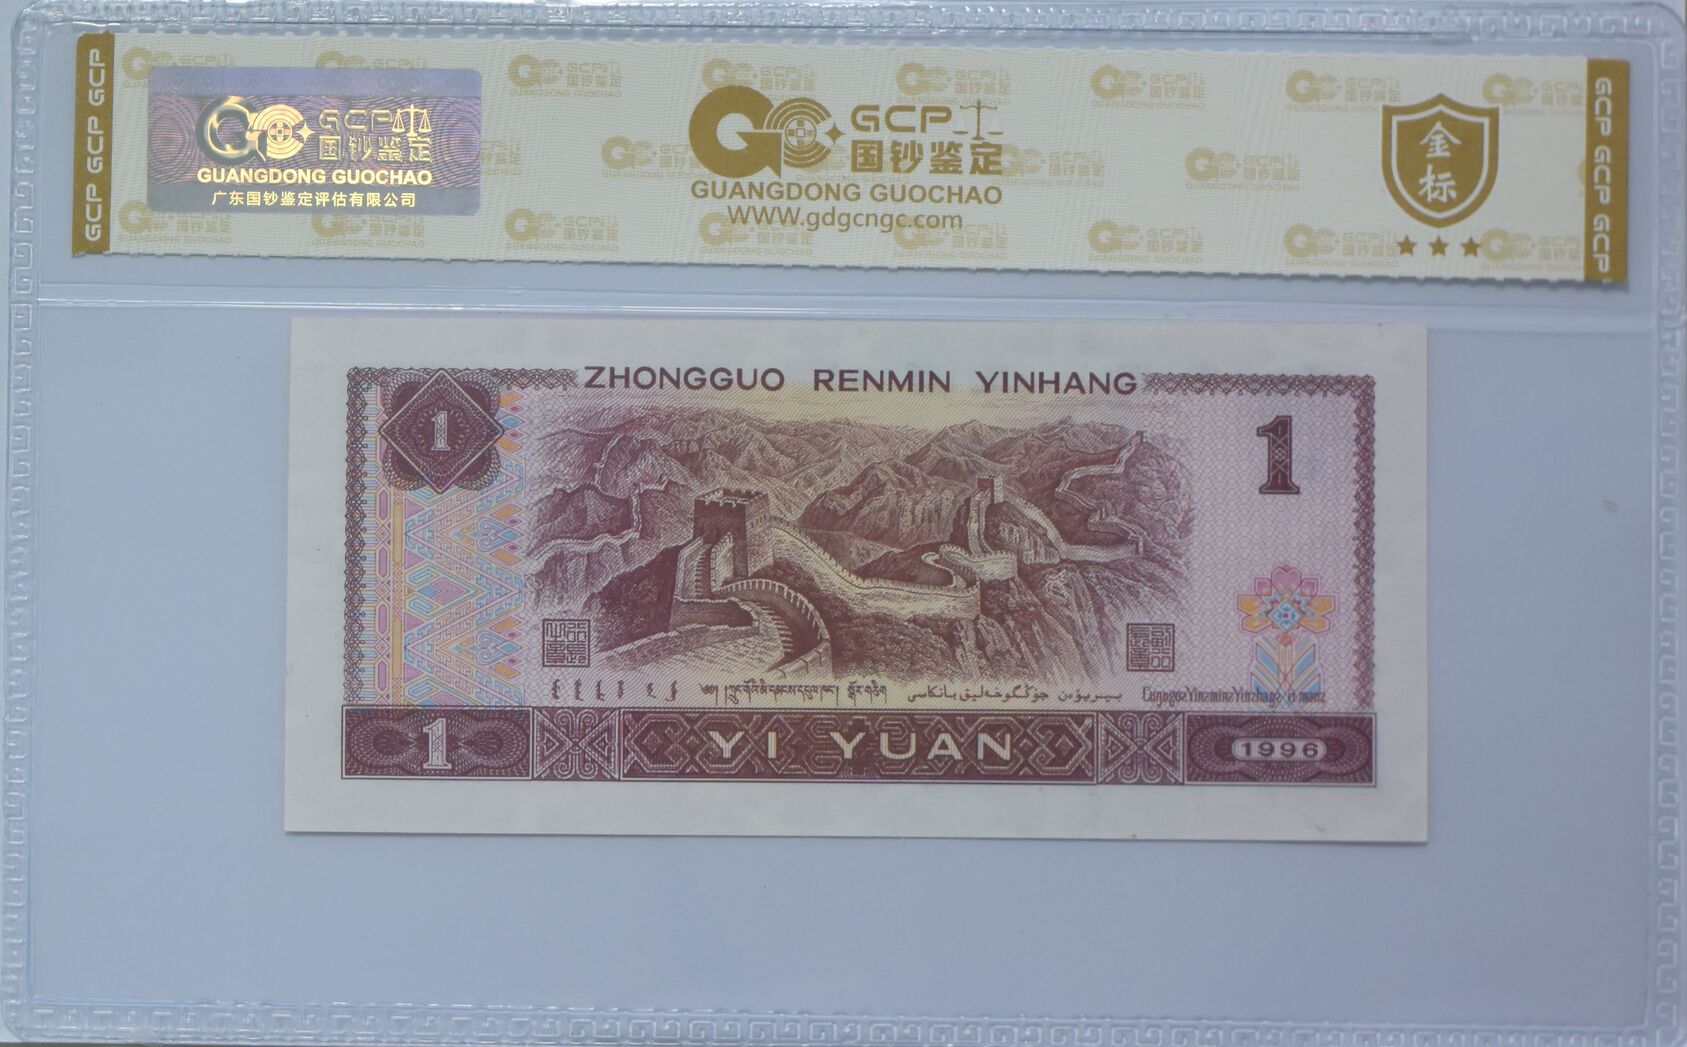 GCP GCP GCP
GCP
国钞鉴定
GUANGDONG GUOCHAO
广东国钞鉴定评估有限公司
GCP
国钞鉴定
GUANGDONG GUOCHAO
WWW.gdgcngc.com
金标
GCP GCP GCP
ZHONGGUO RENMIN YINHANG
1
1
1 YI YUAN 1996